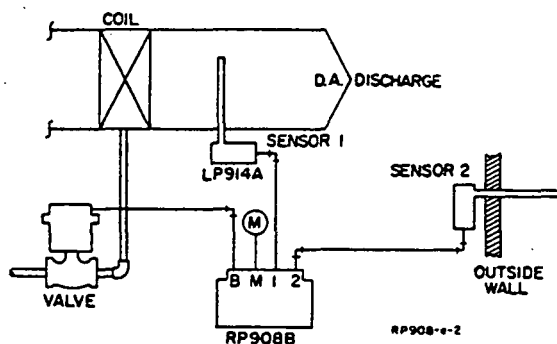 COIL
D.A. DISCHARGE
SENSOR 1
LP914A
SENSOR 2
M
B M 1 2
VALVE
OUTSIDE
WALL
RP908B
RP908-e-2